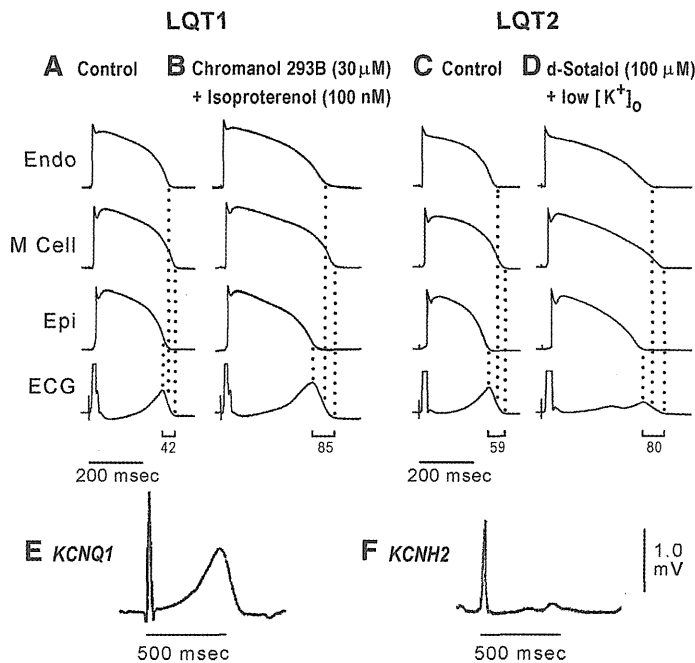 LQT1
LQT2
A Control
B Chromanol 293B (30 µM)
+ Isoproterenol (100 nM)
C Control
D d-Sotalol (100 µM)
+ low [K+]o
Endo
M Cell
Epi
ECG
42
85
59
80
200 msec
200 msec
E KCNQ1
F KCNH2
1.0
mV
500 msec
500 msec